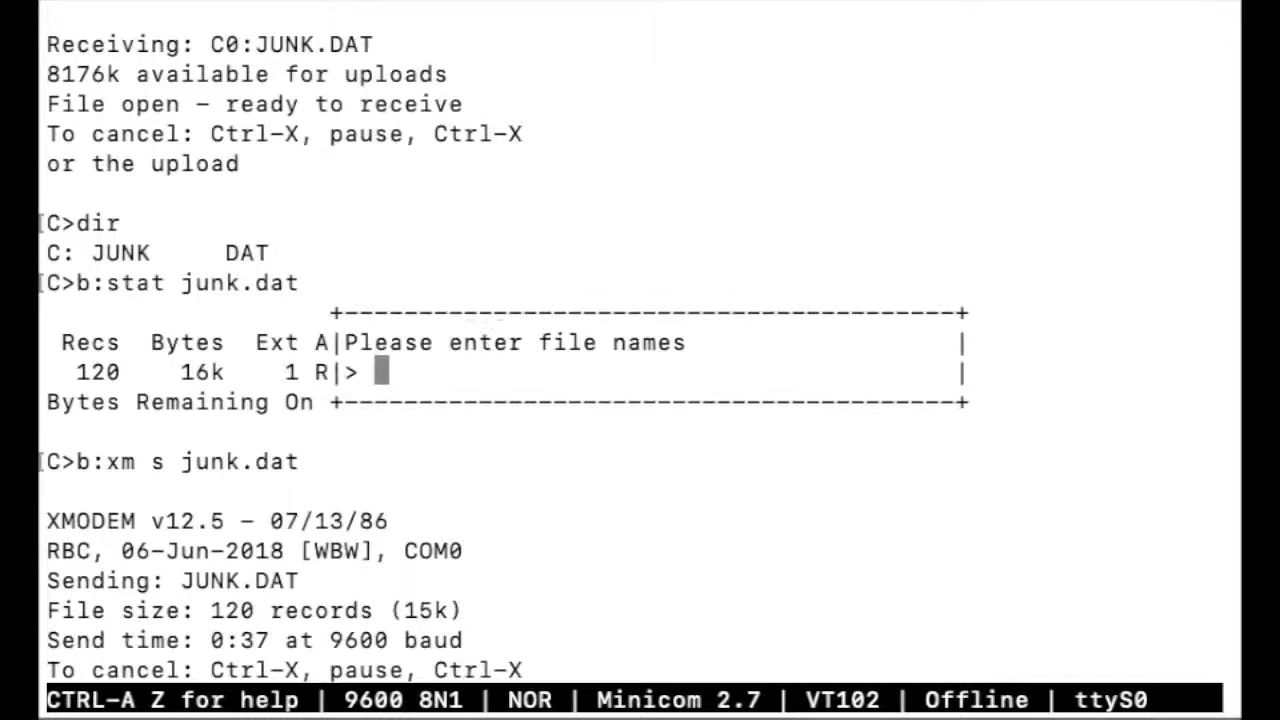 Receiving: C0:JUNK.DAT
8176k available for uploads
File open - ready to receive
To cancel: Ctrl-X, pause, Ctrl-X
or the upload
[C>dir
C: JUNK     DAT
[C>b:stat junk.dat
+-----------------------------------------+
Recs  Bytes  Ext A|Please enter file names                  |
120    16k    1 R|>                                        |
Bytes Remaining On +-----------------------------------------+
[C>b:xm s junk.dat
XMODEM v12.5 - 07/13/86
RBC, 06-Jun-2018 [WBW], COM0
Sending: JUNK.DAT
File size: 120 records (15k)
Send time: 0:37 at 9600 baud
To cancel: Ctrl-X, pause, Ctrl-X
CTRL-A Z for help | 9600 8N1 | NOR | Minicom 2.7 | VT102 | Offline | ttyS0